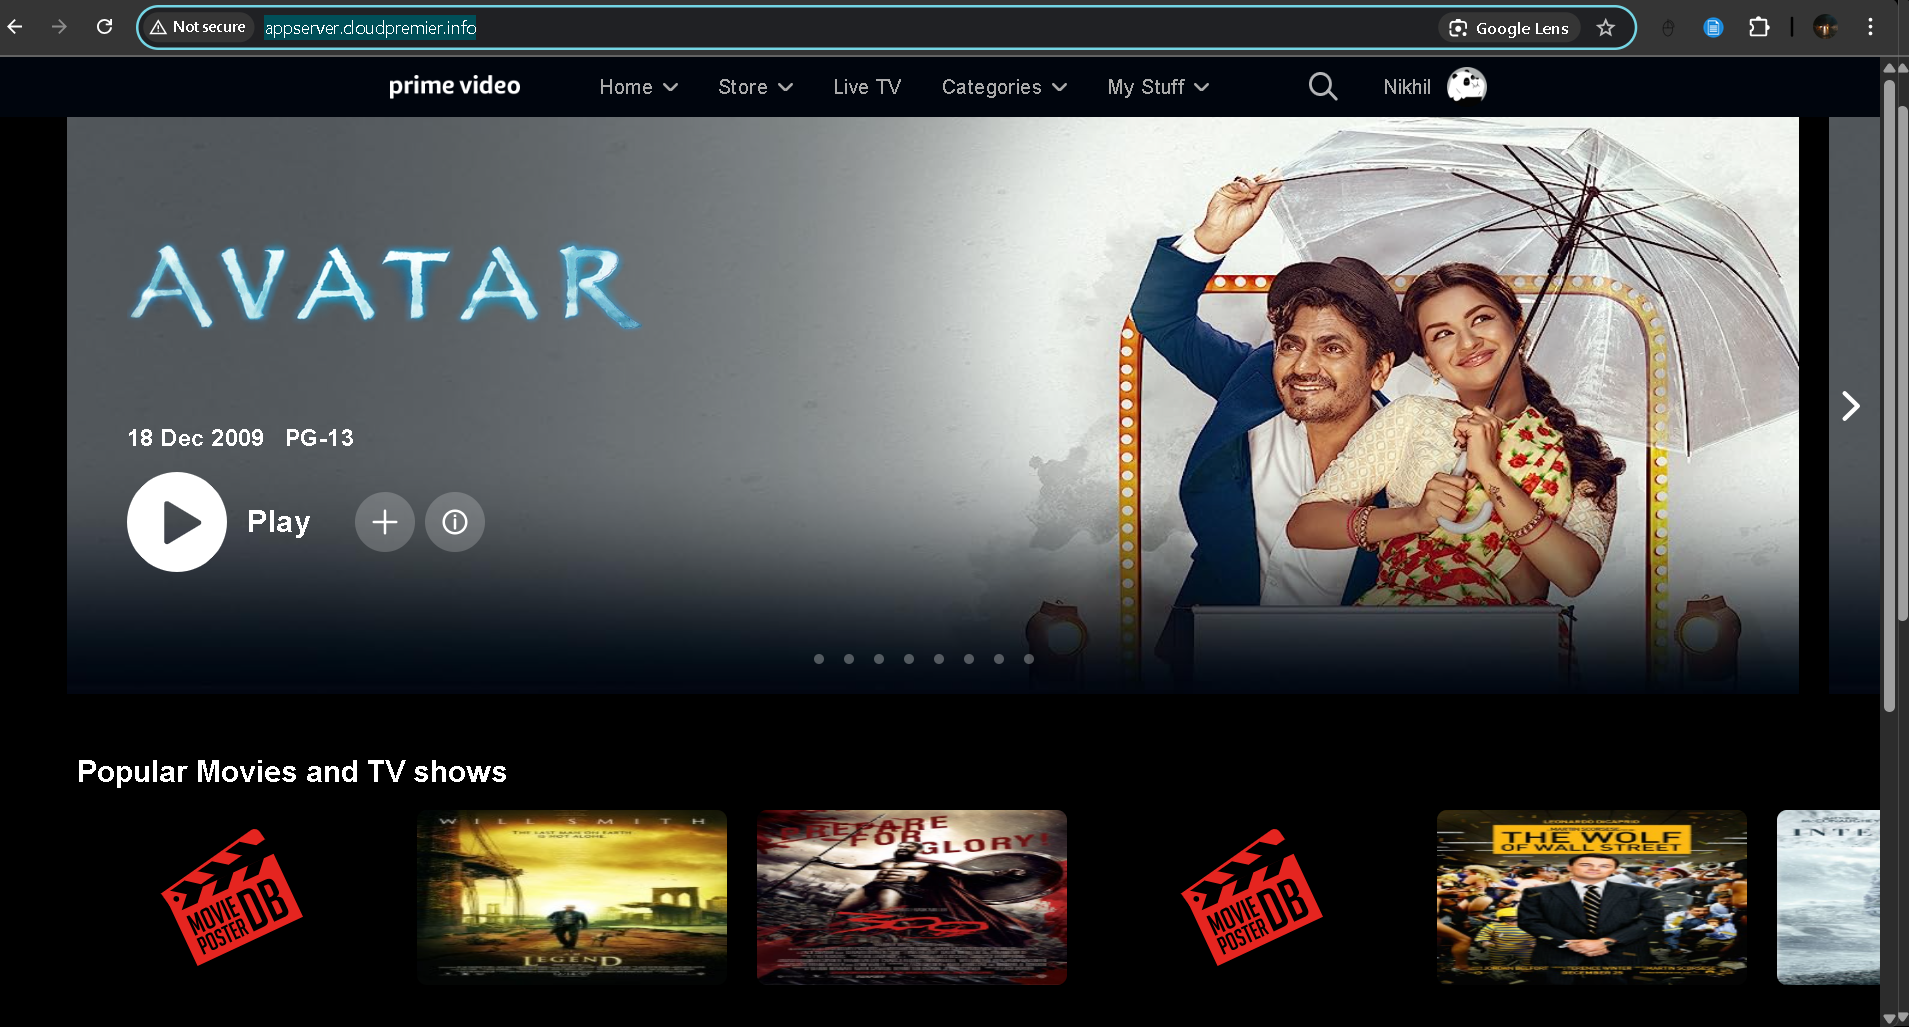 Not secure appserver.cloudpremier.info Google Lens
prime video Home Store Live TV Categories My Stuff Nikhil
AVATAR
18 Dec 2009 PG-13
Play
Popular Movies and TV shows
MOVIE
POSTER
DB
WILL SMITH
THE LAST MAN ON EARTH
IS NOT ALONE
LEGEND
PREPARE
FOR GLORY!
300
MOVIE
POSTER
DB
LEONARDO DICAPRIO
THE WOLF
OF WALL STREET
DECEMBER 25
INTE